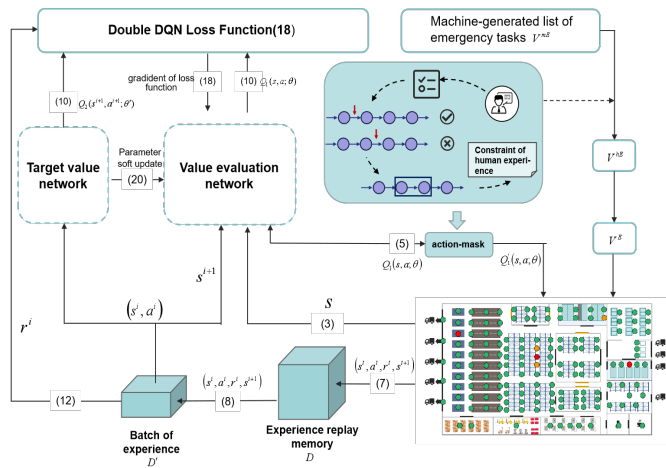 Double DQN Loss Function(18)
Machine-generated list of
emergency tasks V^{mg}
gradident of loss
function
(18)
(10)
Q_1(s,a;θ)
(10)
Q_2(s^{i+1},a^{i+1};θ′)
Target value
network
Parameter
soft update
(20)
Value evaluation
network
Constraint of
human experi-
ence
V^{hg}
V^{g}
(5)
Q_1(s,a;θ)
action-mask
Q_1(s,a;θ)
s^{i+1}
(s^i,a^i)
r^i
S
(3)
(s^i,a^i,r^i,s^{i+1})
(7)
(s^i,a^i,r^i,s^{i+1})
(8)
(12)
Batch of
experience
D′
Experience replay
memory
D